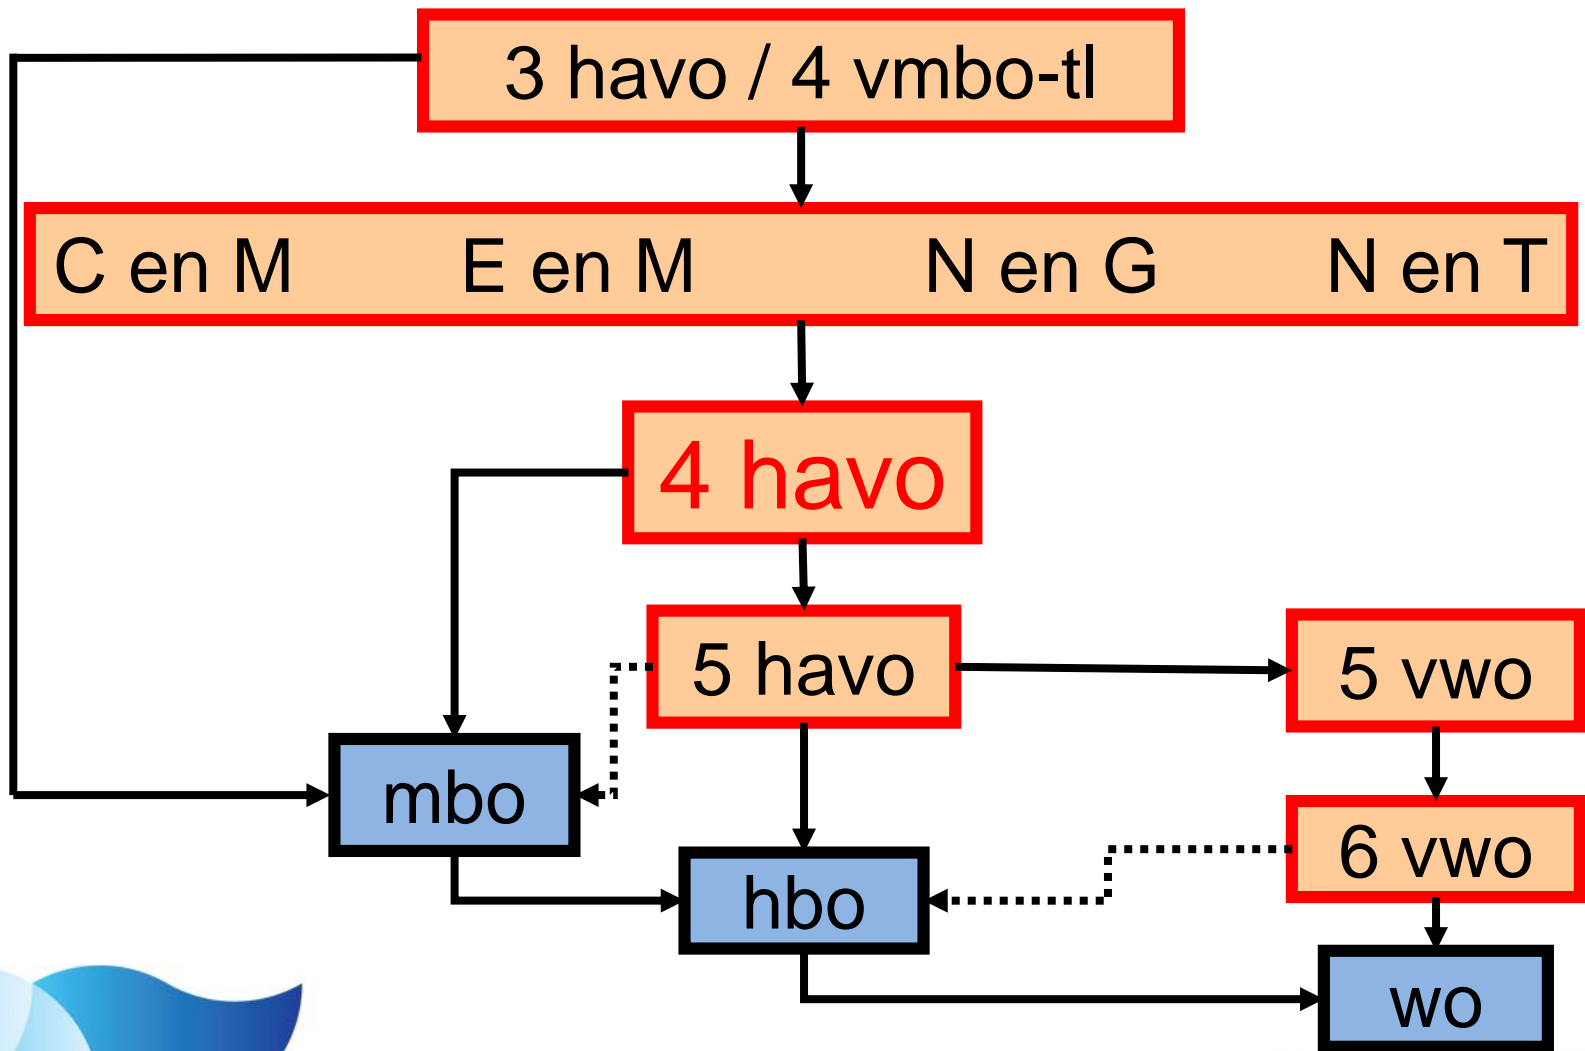 3 havo / 4 vmbo-tl
C en M E en M N en G N en T
4 havo
5 havo
5 vwo
mbo
6 vwo
hbo
wo